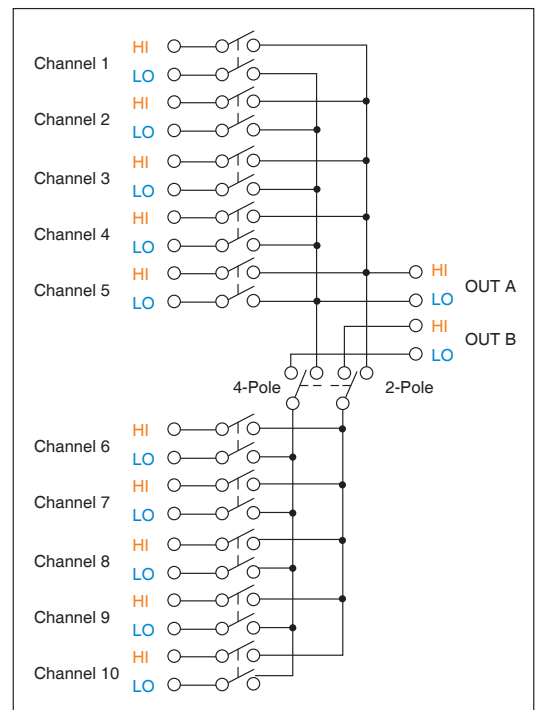 Channel 1 HI
LO
Channel 2 HI
LO
Channel 3 HI
LO
Channel 4 HI
LO
Channel 5 HI
LO
HI
LO
OUT A
HI
LO
OUT B
4-Pole
2-Pole
Channel 6 HI
LO
Channel 7 HI
LO
Channel 8 HI
LO
Channel 9 HI
LO
Channel 10 HI
LO